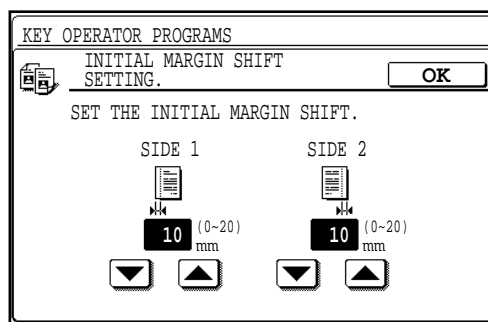 KEY OPERATOR PROGRAMS
INITIAL MARGIN SHIFT
SETTING.
OK
SET THE INITIAL MARGIN SHIFT.
SIDE 1
SIDE 2
10 (0~20) mm
10 (0~20) mm